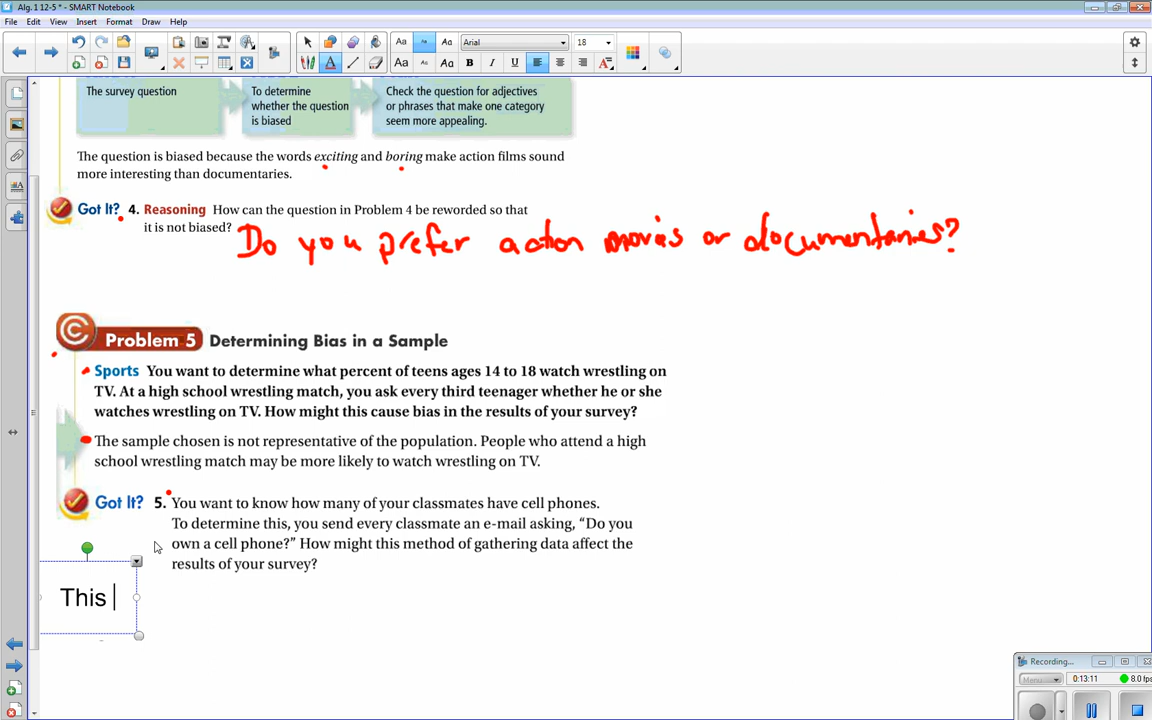 Alg.1 12-5 * - SMART Notebook
File Edit View Insert Format Draw Help
Aa Aa Aa Arial 18
Aa Aa Aa B I U
The survey question
To determine
whether the question
is biased
Check the question for adjectives
or phrases that make one category
seem more appealing.
The question is biased because the words exciting and boring make action films sound
more interesting than documentaries.
Got It? 4. Reasoning How can the question in Problem 4 be reworded so that
it is not biased?
Do you prefer action movies or documentaries?
Problem 5 Determining Bias in a Sample
Sports You want to determine what percent of teens ages 14 to 18 watch wrestling on
TV. At a high school wrestling match, you ask every third teenager whether he or she
watches wrestling on TV. How might this cause bias in the results of your survey?
The sample chosen is not representative of the population. People who attend a high
school wrestling match may be more likely to watch wrestling on TV.
Got It? 5. You want to know how many of your classmates have cell phones.
To determine this, you send every classmate an e-mail asking, “Do you
own a cell phone?” How might this method of gathering data affect the
results of your survey?
This
Recording...
Menu 0:13:11 8.0 fps